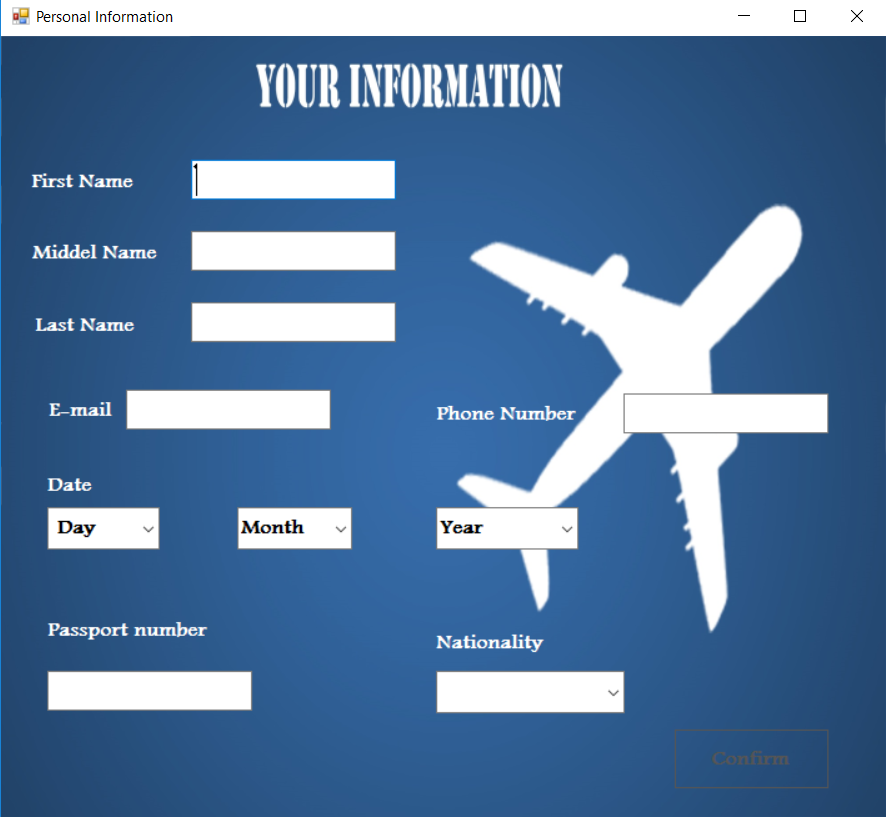 Personal Information
YOUR INFORMATION
First Name
Middel Name
Last Name
E-mail
Phone Number
Date
Day
Month
Year
Passport number
Nationality
Confirm